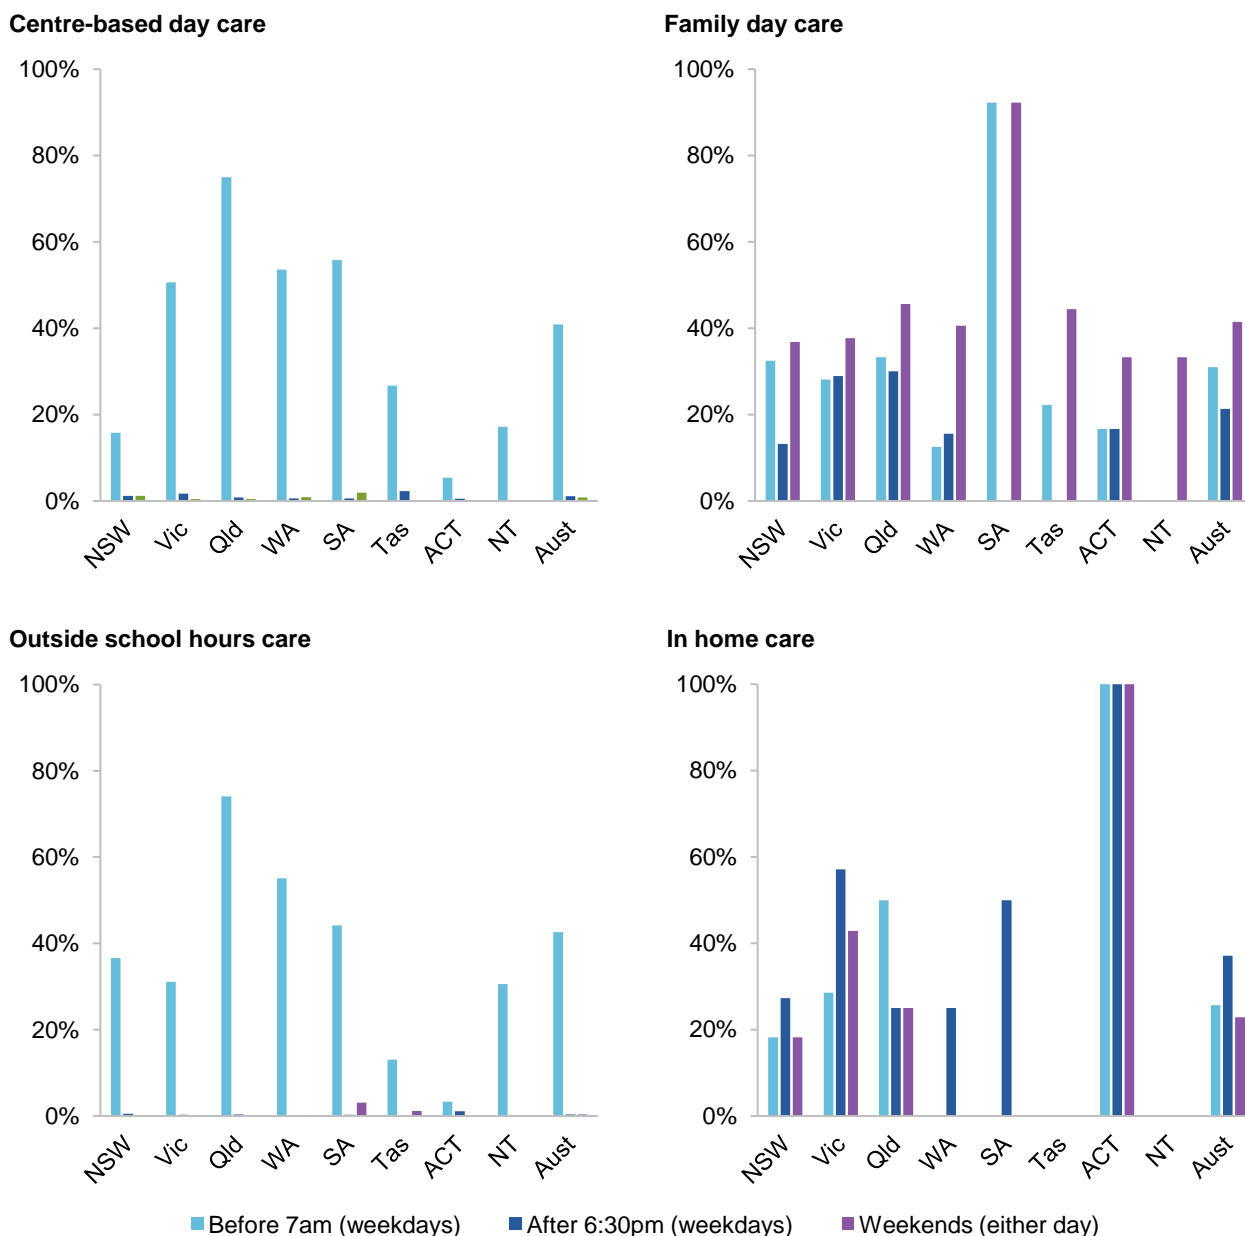 Centre-based day care
100%
80%
60%
40%
20%
0%
NSW Vic Qld WA SA Tas ACT NT Aust
Family day care
100%
80%
60%
40%
20%
0%
NSW Vic Qld WA SA Tas ACT NT Aust
Outside school hours care
100%
80%
60%
40%
20%
0%
NSW Vic Qld WA SA Tas ACT NT Aust
In home care
100%
80%
60%
40%
20%
0%
NSW Vic Qld WA SA Tas ACT NT Aust
Before 7am (weekdays) After 6:30pm (weekdays) Weekends (either day)